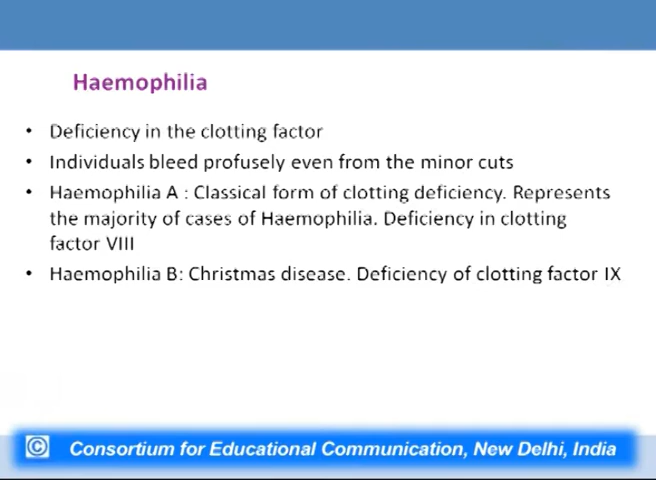 Haemophilia
• Deficiency in the clotting factor
• Individuals bleed profusely even from the minor cuts
• Haemophilia A : Classical form of clotting deficiency. Represents
the majority of cases of Haemophilia. Deficiency in clotting
factor VIII
• Haemophilia B: Christmas disease. Deficiency of clotting factor IX
© Consortium for Educational Communication, New Delhi, India